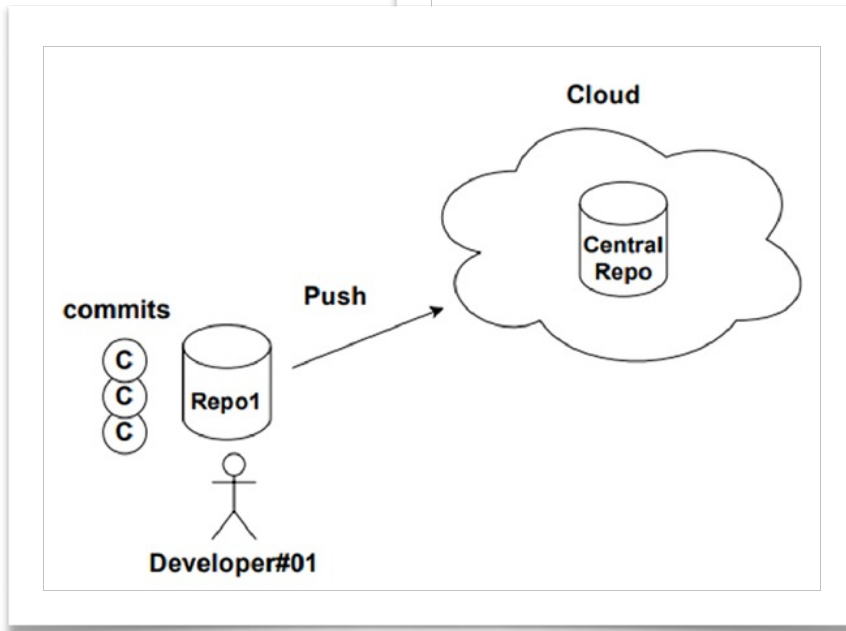 Cloud
Central
Repo
Push
commits
C
C
C
Repo1
Developer#01